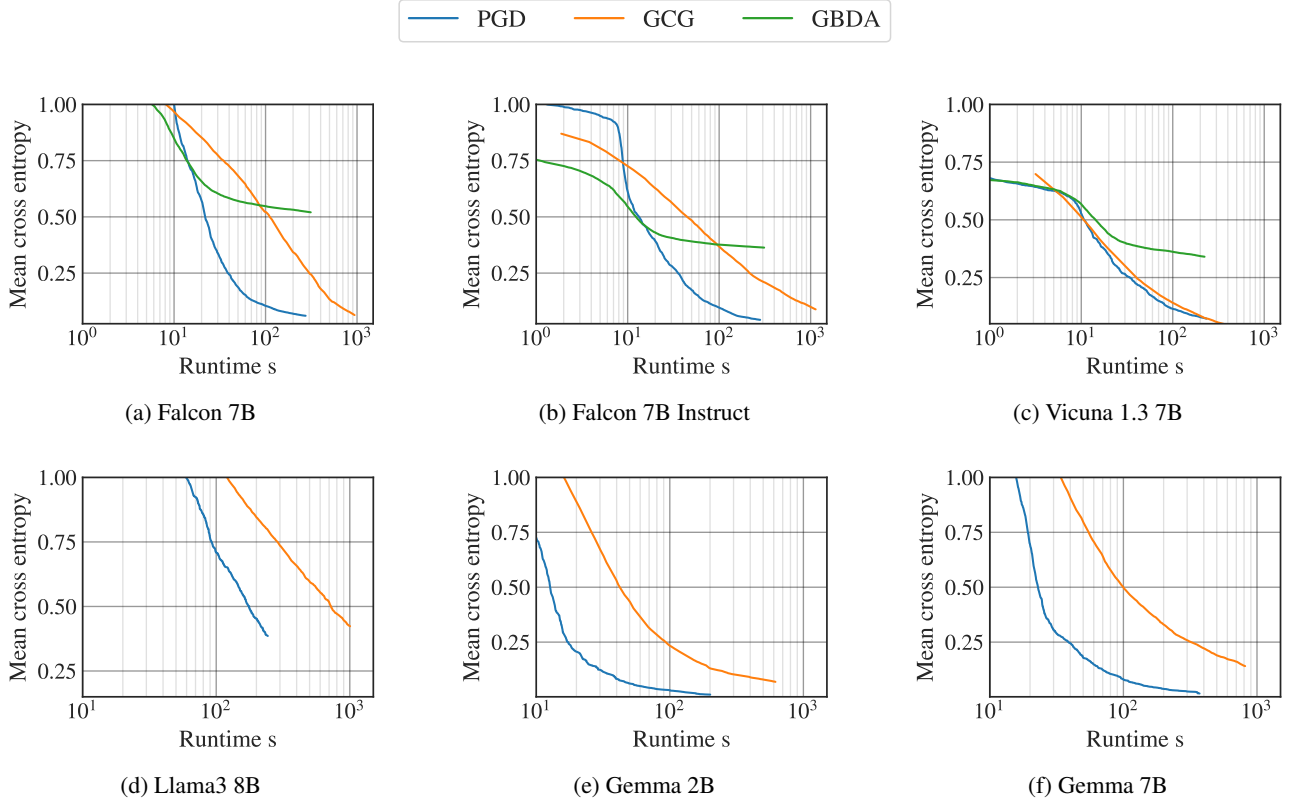 PGD GCG GBDA
1.00 0.75 0.50 0.25
Mean cross entropy
10^0 10^1 10^2 10^3
Runtime s
(a) Falcon 7B
1.00 0.75 0.50 0.25
Mean cross entropy
10^0 10^1 10^2 10^3
Runtime s
(b) Falcon 7B Instruct
1.00 0.75 0.50 0.25
Mean cross entropy
10^0 10^1 10^2 10^3
Runtime s
(c) Vicuna 1.3 7B
1.00 0.75 0.50 0.25
Mean cross entropy
10^1 10^2 10^3
Runtime s
(d) Llama3 8B
1.00 0.75 0.50 0.25
Mean cross entropy
10^1 10^2 10^3
Runtime s
(e) Gemma 2B
1.00 0.75 0.50 0.25
Mean cross entropy
10^1 10^2 10^3
Runtime s
(f) Gemma 7B